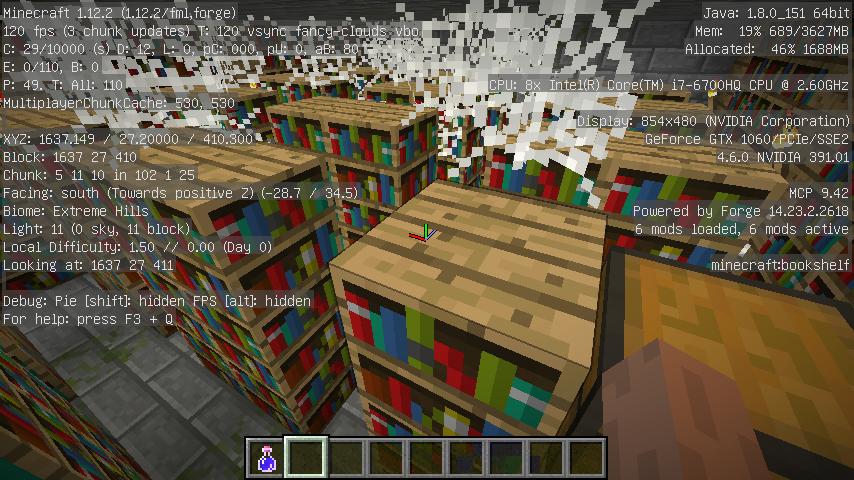 Minecraft 1.12.2 (1.12.2/fml,forge)
120 fps (3 chunk updates) T: 120 vsync fancy-clouds vbo
C: 29/10000 (s) D: 12, L: 0, pC: 000, pU: 0, aB: 80
E: 0/110, B: 0
P: 49. T: All: 110
MultiplayerChunkCache: 530, 530
XYZ: 1637.149 / 27.20000 / 410.300
Block: 1637 27 410
Chunk: 5 11 10 in 102 1 25
Facing: south (Towards positive Z) (-28.7 / 34.5)
Biome: Extreme Hills
Light: 11 (0 sky, 11 block)
Local Difficulty: 1.50 // 0.00 (Day 0)
Looking at: 1637 27 411
Debug: Pie [shift]: hidden FPS [alt]: hidden
For help: press F3 + Q
Java: 1.8.0_151 64bit
Mem: 19% 689/3627MB
Allocated: 46% 1688MB
CPU: 8x Intel(R) Core(TM) i7-6700HQ CPU @ 2.60GHz
Display: 854x480 (NVIDIA Corporation)
GeForce GTX 1060/PCIe/SSE2
4.6.0 NVIDIA 391.01
MCP 9.42
Powered by Forge 14.23.2.2618
6 mods loaded, 6 mods active
minecraft:bookshelf